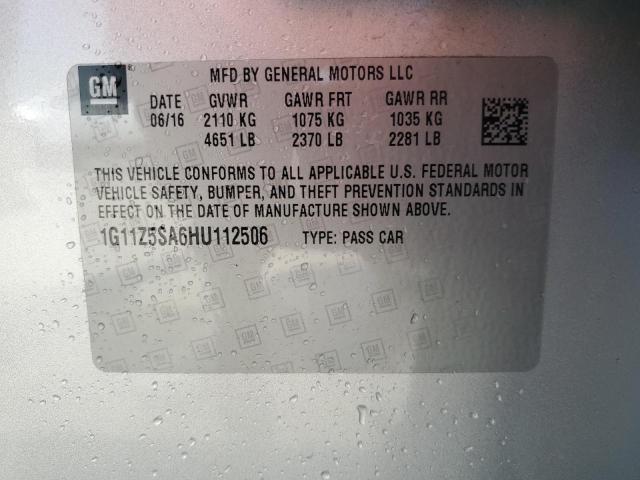 GM
MFD BY GENERAL MOTORS LLC
DATE GVWR GAWR FRT GAWR RR
06/16 2110 KG 1075 KG 1035 KG
4651 LB 2370 LB 2281 LB
THIS VEHICLE CONFORMS TO ALL APPLICABLE U.S. FEDERAL MOTOR
VEHICLE SAFETY, BUMPER, AND THEFT PREVENTION STANDARDS IN
EFFECT ON THE DATE OF MANUFACTURE SHOWN ABOVE.
1G11Z5SA6HU112506 TYPE: PASS CAR